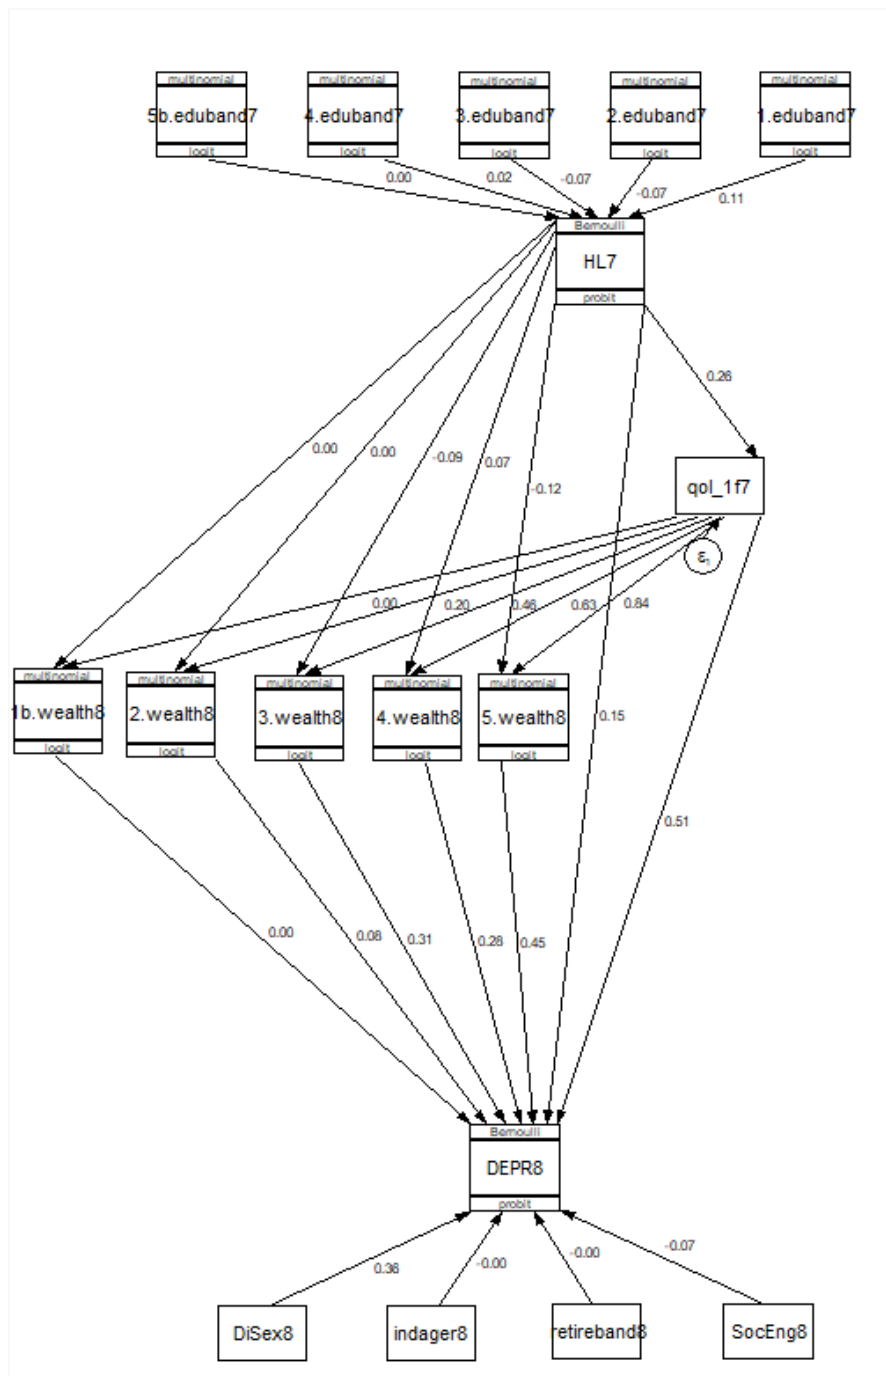 multinomial multinomial multinomial multinomial multinomial
5b.eduband7 4.eduband7 3.eduband7 2.eduband7 1.eduband7
logit logit logit logit logit
0.00 0.02 -0.07 -0.07 0.11
Bernoulli
HL7
probit
0.26
0.00 0.00 -0.09 0.07 -0.12
qol_1f7
ε1
0.00 0.20 0.46 0.63 0.84
multinomial multinomial multinomial multinomial multinomial
1b.wealth8 2.wealth8 3.wealth8 4.wealth8 5.wealth8
logit logit logit logit logit
0.15
0.51
0.00 0.08 0.31 0.28 0.45
Bernoulli
DEPR8
probit
0.36 -0.00 -0.00 -0.07
DiSex8 indager8 retireband8 SocEng8